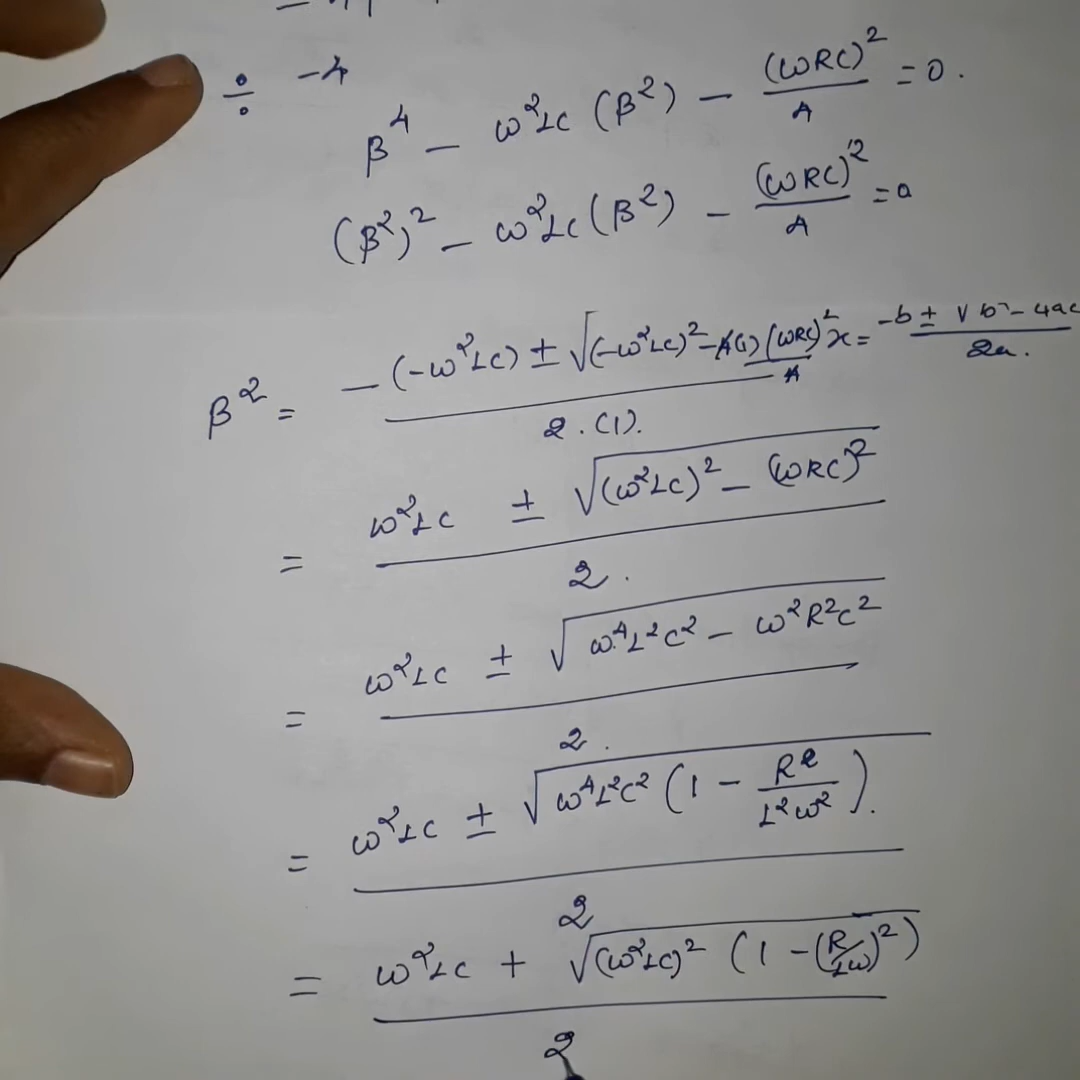 ÷ -4
β⁴ - ω²LC (β²) - (ωRC)²/4 = 0.
(β²)² - ω²LC (β²) - (ωRC)²/4 = 0
β² = -(-ω²LC) ± √(-ω²LC)² - 4(1) (ωRC)²/4 / 2.(1). x = -b ± √b² - 4ac / 2a.
= ω²LC ± √(ω²LC)² - (ωRC)² / 2.
= ω²LC ± √ω⁴L²C² - ω²R²C² / 2.
= ω²LC ± √ω⁴L²C² (1 - R²/L²ω²). / 2
= ω²LC + √(ω²LC)² (1 - (R/Lω)²) / 2